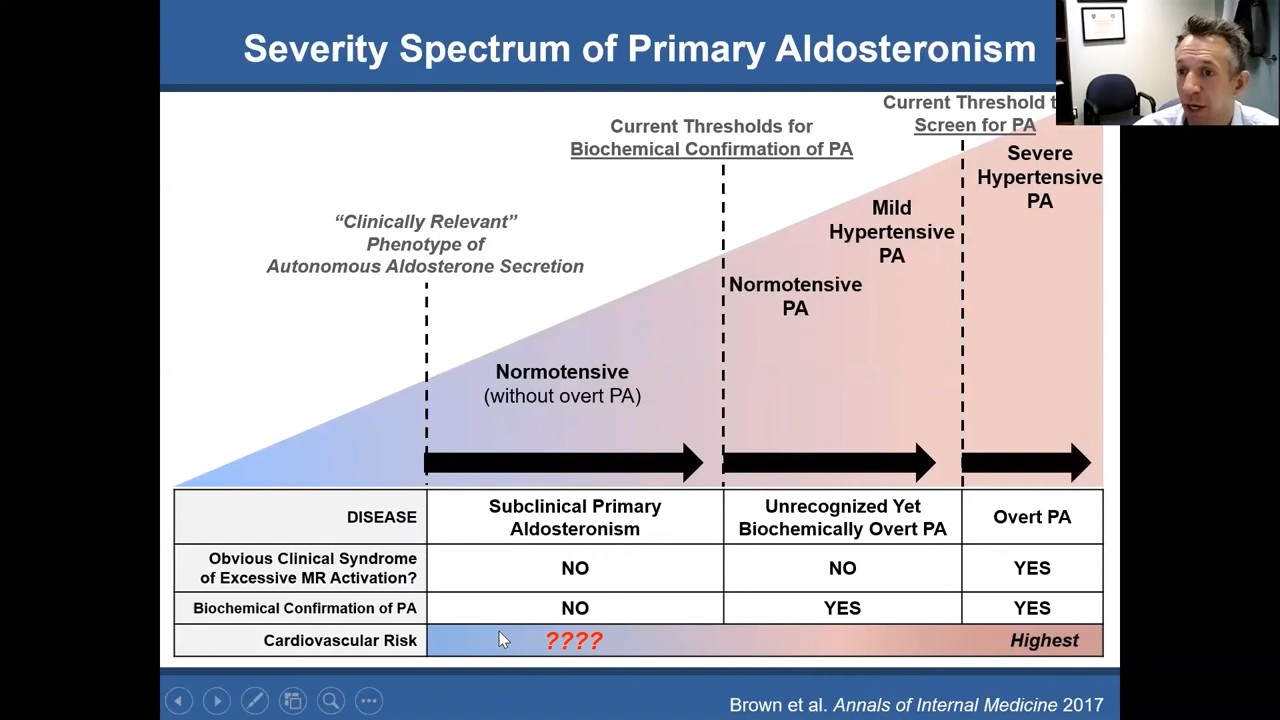 Severity Spectrum of Primary Aldosteronism
Current Threshold
Screen for PA
Current Thresholds for
Biochemical Confirmation of PA
Severe
Hypertensive
PA
Mild
Hypertensive
PA
“Clinically Relevant”
Phenotype of
Autonomous Aldosterone Secretion
Normotensive
PA
Normotensive
(without overt PA)
DISEASE
Subclinical Primary
Aldosteronism
Unrecognized Yet
Biochemically Overt PA
Overt PA
Obvious Clinical Syndrome
of Excessive MR Activation?
NO
NO
YES
Biochemical Confirmation of PA
NO
YES
YES
Cardiovascular Risk
????
Highest
Brown et al. Annals of Internal Medicine 2017